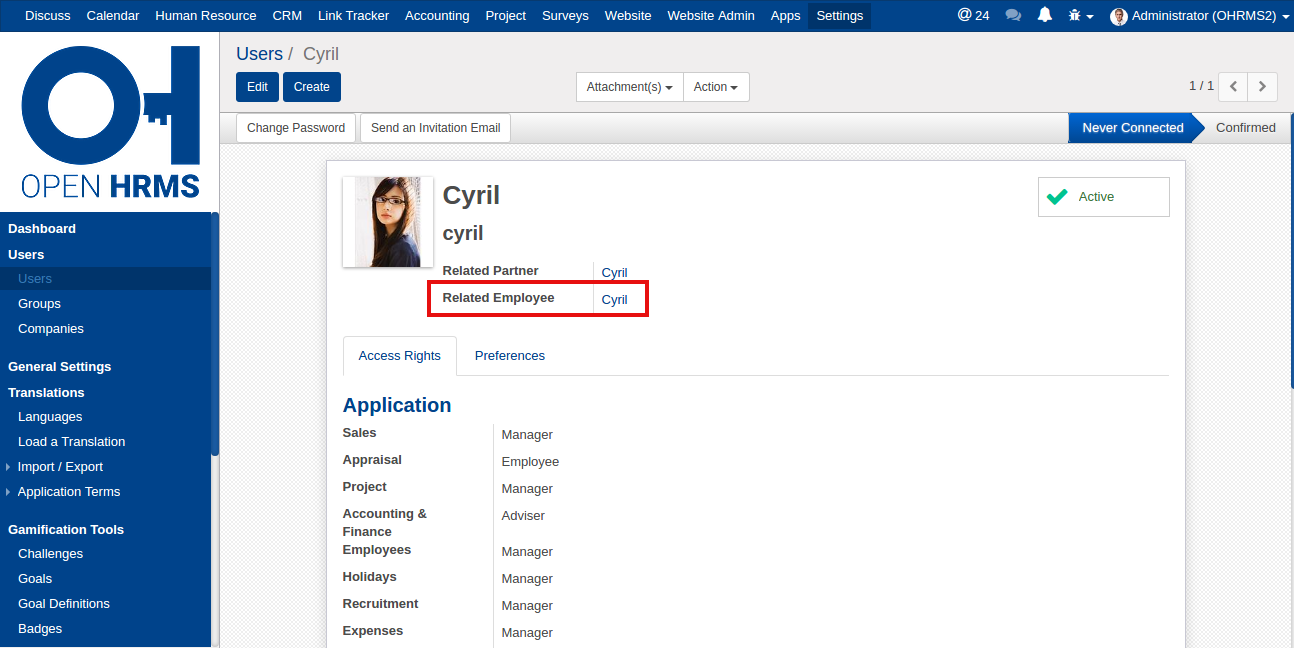 Discuss Calendar Human Resource CRM Link Tracker Accounting Project Surveys Website Website Admin Apps Settings @ 24 Administrator (OHRMS2)
OPEN HRMS
Users / Cyril
Edit Create Attachment(s) Action 1 / 1
Change Password Send an Invitation Email Never Connected Confirmed
Dashboard
Users
Users
Groups
Companies
General Settings
Translations
Languages
Load a Translation
Import / Export
Application Terms
Gamification Tools
Challenges
Goals
Goal Definitions
Badges
Cyril
cyril
Active
Related Partner Cyril
Related Employee Cyril
Access Rights Preferences
Application
Sales Manager
Appraisal Employee
Project Manager
Accounting & Adviser
Finance
Employees Manager
Holidays Manager
Recruitment Manager
Expenses Manager